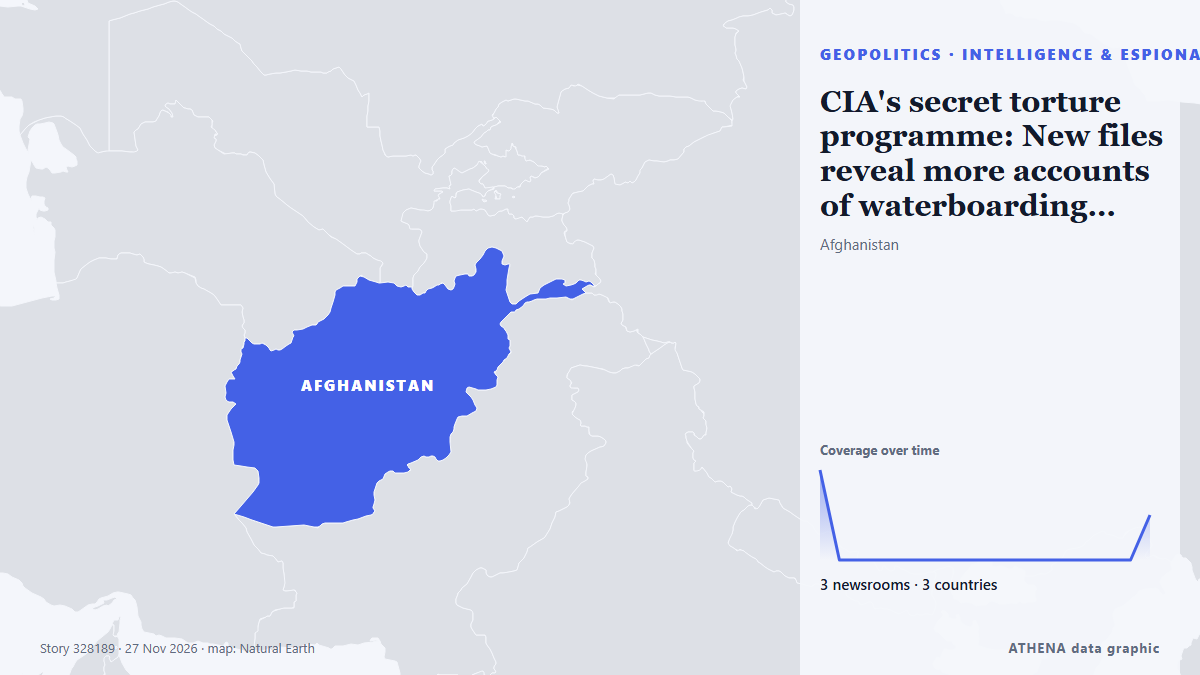 GEOPOLITICS · INTELLIGENCE & ESPIONA
CIA's secret torture
programme: New files
reveal more accounts
of waterboarding...
Afghanistan
AFGHANISTAN
Coverage over time
3 newsrooms · 3 countries
Story 328189 · 27 Nov 2026 · map: Natural Earth
ATHENA data graphic